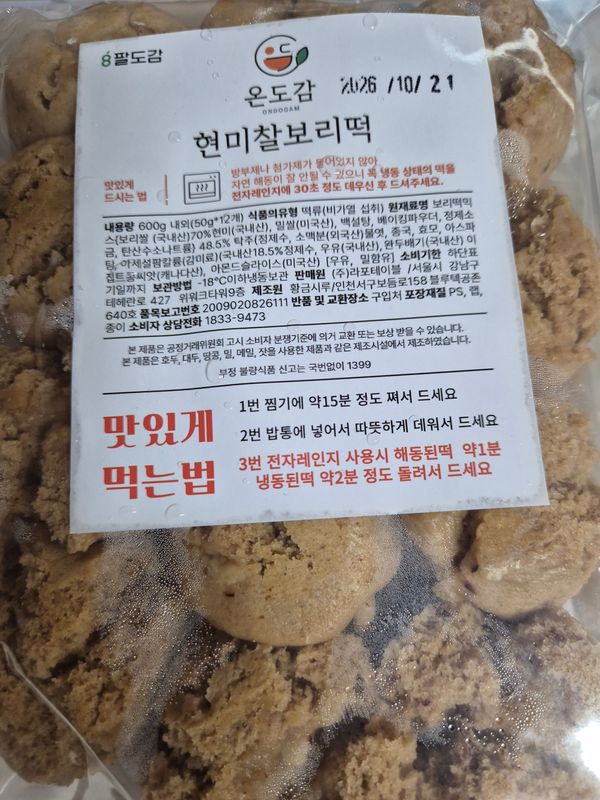 팔도감
온도감
ONDOGAM
2026 /10/ 21
현미찰보리떡
맛있게
드시는 법
방부제나 첨가제가 들어있지 않아
자연 해동이 잘 안될 수 있으니 꼭 냉동 상태의 떡을
전자레인지에 30초 정도 데우신 후 드셔주세요.
내용량 600g 내외(50g*12개) 식품의유형 떡류(비가열 섭취) 원재료명 보리떡믹
스(보리쌀 (국내산)70%현미(국내산), 밀쌀(미국산), 백설탕, 베이킹파우더, 정제소
금, 탄산수소나트륨) 48.5% 탁주(정제수, 소맥분(외국산)물엿, 종국, 효모, 아스파
탐, 아제설팜칼륨(감미료)(국내산18.5%정제수, 우유(국내산), 완두배기(국내산) 이
집트동씨앗(캐나다산), 아몬드슬라이스(미국산) [우유, 밀함유] 소비기한 하단표
기일까지 보관방법 -18°C이하냉동보관 판매원 (주)라포테이블 /서울시 강남구
테헤란로 427 위워크타워9층 제조원 황금시루/인천서구보듬로158블루텍공존
640호 품목보고번호 2009020826111 반품 및 교환장소 구입처 포장재질 PS, 랩,
종이 소비자 상담전화 1833-9473
본 제품은 공정거래위원회 고시 소비자 분쟁기준에 의거 교환 또는 보상 받을 수 있습니다.
본 제품은 호두, 대두, 땅콩, 밀, 메밀, 잣을 사용한 제품과 같은 제조시설에서 제조하였습니다.
부정 불량식품 신고는 국번없이 1399
맛있게
먹는법
1번 찜기에 약15분 정도 쪄서 드세요
2번 밥통에 넣어서 따뜻하게 데워서 드세요
3번 전자레인지 사용시 해동된떡 약1분
냉동된떡 약2분 정도 돌려서 드세요